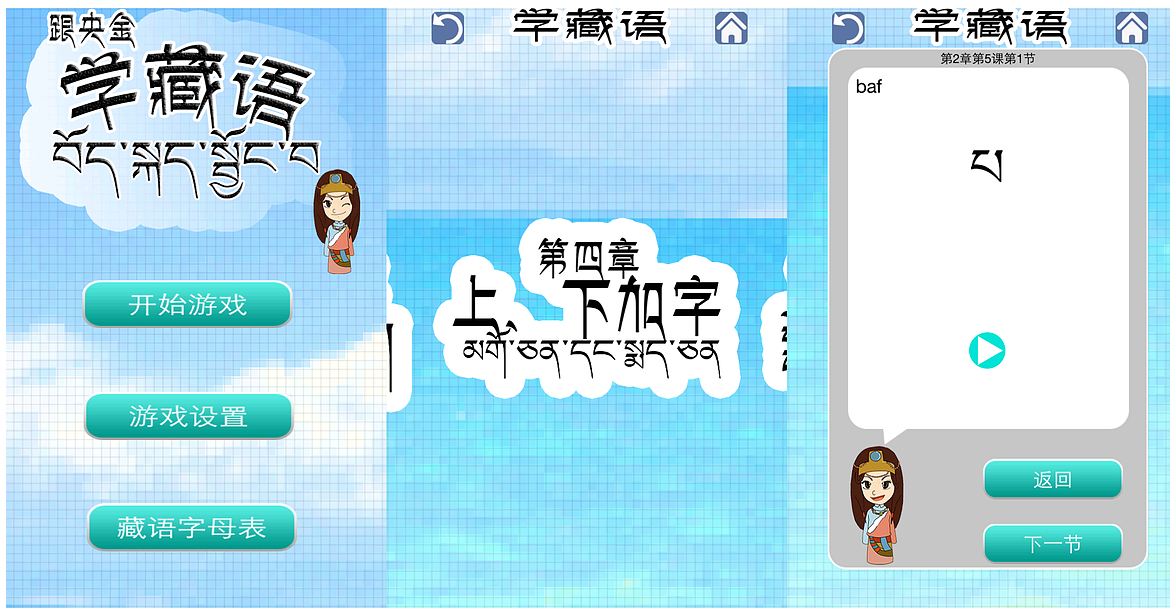 跟央金
学藏语
བོད་སྐད་སྦྱོང་བ
开始游戏
游戏设置
藏语字母表
学藏语
第四章
上、下加字
མགོ་ཅན་དང་སྨད་ཅན
学藏语
第2章第5课第1节
baf
པ
返回
下一节